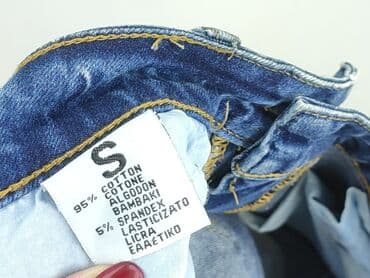 S
95% COTTON
COTONE
ALGODON
BAMBAKI
5% SPANDEX
LASTICIZATO
LICRA
ΕΛΑΣΤΙΚΟ